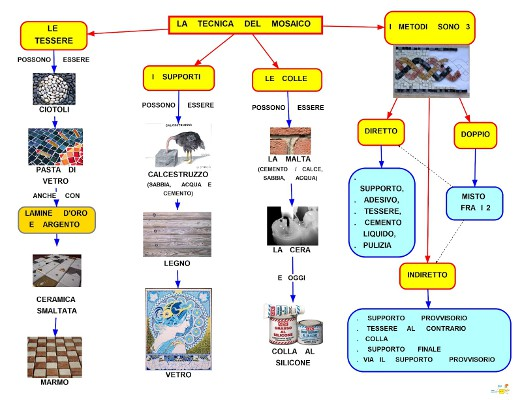 LA TECNICA DEL MOSAICO
LE
TESSERE
POSSONO ESSERE
CIOTOLI
PASTA DI
VETRO
ANCHE CON
LAMINE D'ORO
E ARGENTO
CERAMICA
SMALTATA
MARMO
I SUPPORTI
POSSONO ESSERE
CALCESTRUZZO
(SABBIA, ACQUA E
CEMENTO)
LEGNO
VETRO
LE COLLE
POSSONO ESSERE
LA MALTA
(CEMENTO / CALCE,
SABBIA, ACQUA)
LA CERA
E OGGI
COLLA AL
SILICONE
I METODI SONO 3
DIRETTO
. SUPPORTO,
. ADESIVO,
. TESSERE,
. CEMENTO
LIQUIDO,
. PULIZIA
DOPPIO
MISTO
FRA I 2
INDIRETTO
. SUPPORTO PROVVISORIO
. TESSERE AL CONTRARIO
. COLLA
. SUPPORTO FINALE
. VIA IL SUPPORTO PROVVISORIO